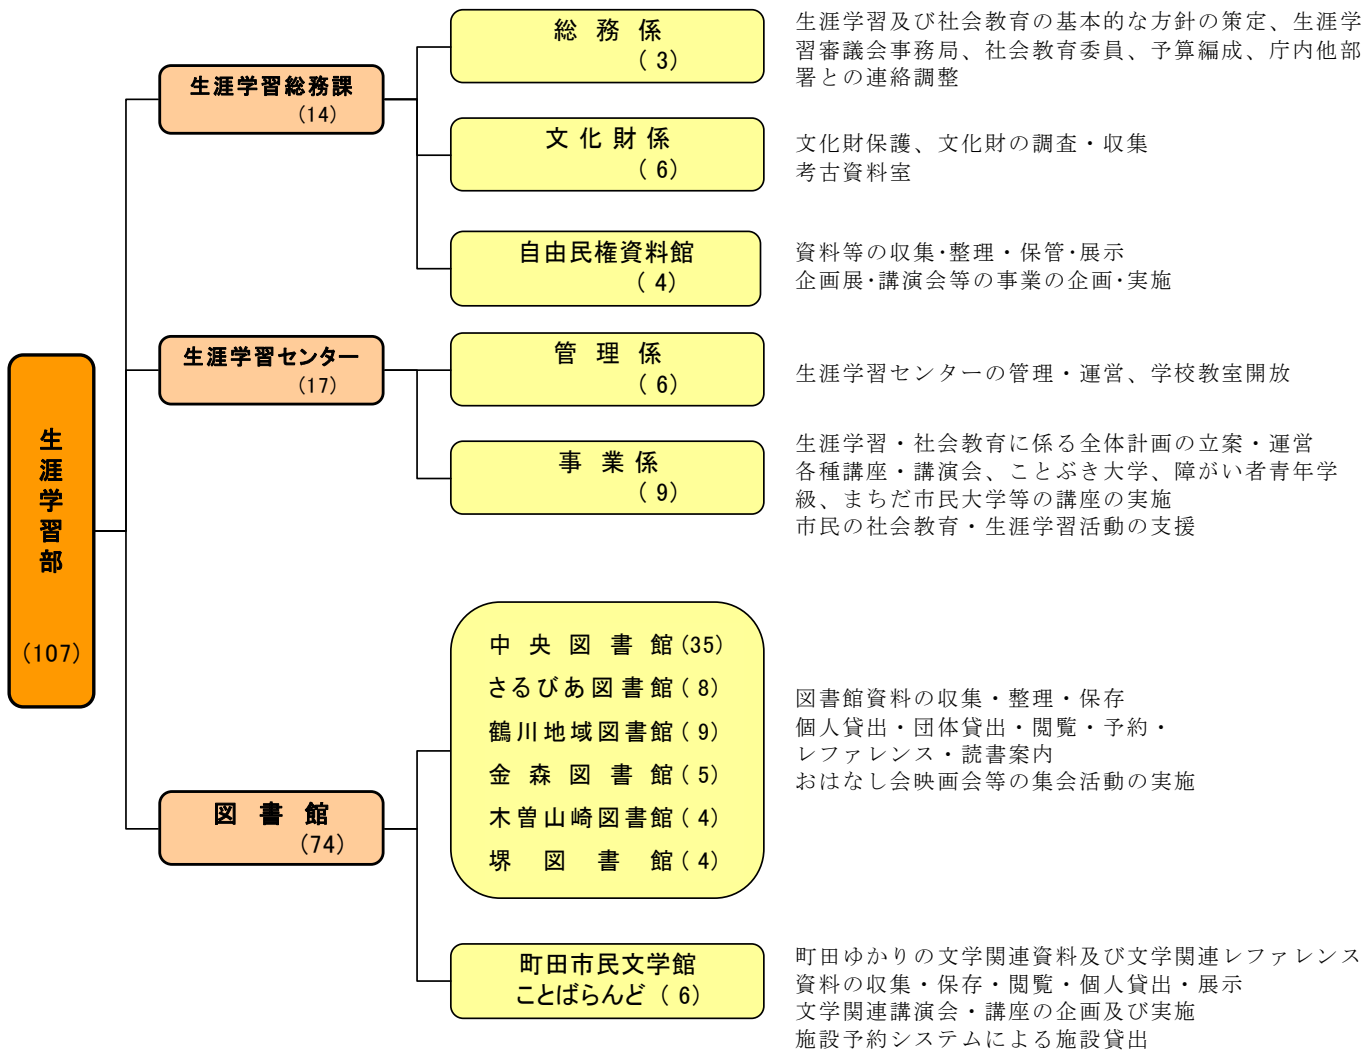 生涯学習部
(107)
生涯学習総務課
(14)
総務係
( 3)
生涯学習及び社会教育の基本的な方針の策定、生涯学
習審議会事務局、社会教育委員、予算編成、庁内他部
署との連絡調整
文化財係
( 6)
文化財保護、文化財の調査・収集
考古資料室
自由民権資料館
( 4)
資料等の収集･整理・保管･展示
企画展･講演会等の事業の企画･実施
生涯学習センター
(17)
管理係
( 6)
生涯学習センターの管理・運営、学校教室開放
事業係
( 9)
生涯学習・社会教育に係る全体計画の立案・運営
各種講座・講演会、ことぶき大学、障がい者青年学
級、まちだ市民大学等の講座の実施
市民の社会教育・生涯学習活動の支援
図書館
(74)
中央図書館(35)
さるびあ図書館( 8)
鶴川地域図書館( 9)
金森図書館( 5)
木曽山崎図書館( 4)
堺図書館( 4)
図書館資料の収集・整理・保存
個人貸出・団体貸出・閲覧・予約・
レファレンス・読書案内
おはなし会映画会等の集会活動の実施
町田市民文学館
ことばらんど ( 6)
町田ゆかりの文学関連資料及び文学関連レファレンス
資料の収集・保存・閲覧・個人貸出・展示
文学関連講演会・講座の企画及び実施
施設予約システムによる施設貸出